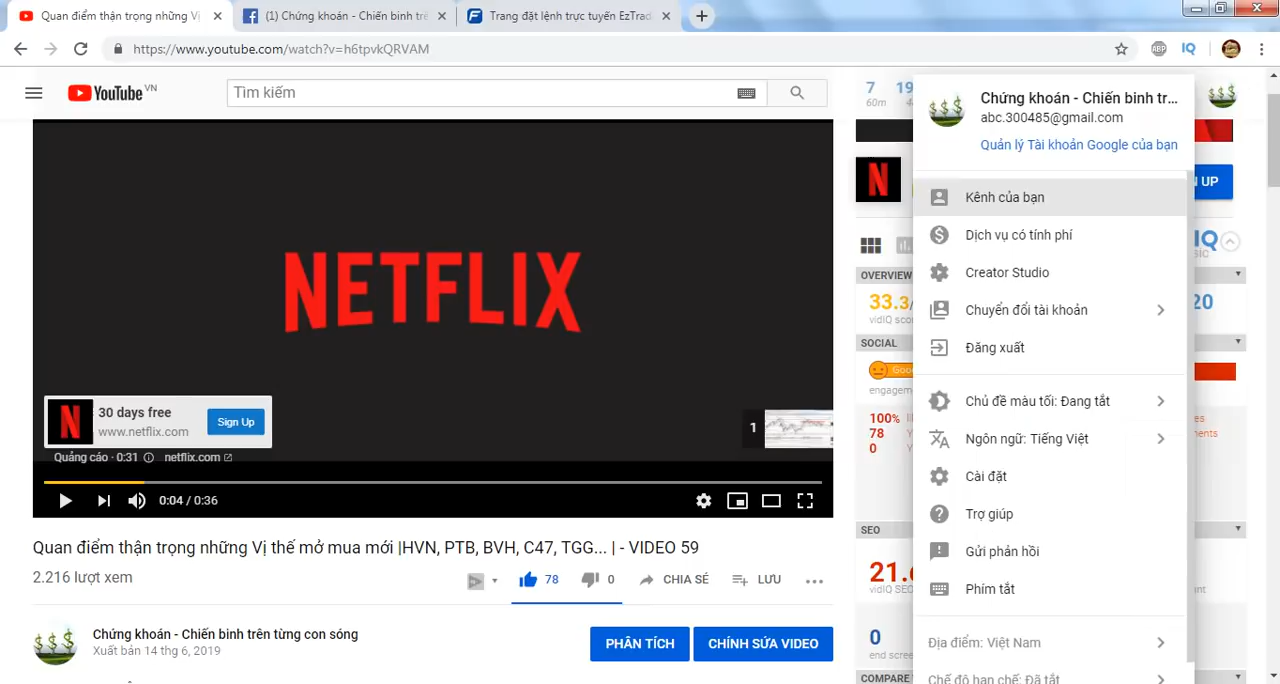 Quan điểm thận trọng những Vị
(1) Chứng khoán - Chiến binh trê
Trang đặt lệnh trực tuyến EzTrad
https://www.youtube.com/watch?v=h6tpvkQRVAM
ABP
IQ
YouTube VN
Tìm kiếm
7
19
60m
Chứng khoán - Chiến binh tr...
abc.300485@gmail.com
Quản lý Tài khoản Google của bạn
NETFLIX
N
UP
Kênh của bạn
Dịch vụ có tính phí
Creator Studio
Chuyển đổi tài khoản
Đăng xuất
Chủ đề màu tối: Đang tắt
Ngôn ngữ: Tiếng Việt
Cài đặt
Trợ giúp
Gửi phản hồi
Phím tắt
Địa điểm: Việt Nam
Chế độ hạn chế: Đã tắt
OVERVIEW
33.3/
20
SOCIAL
100%
78
0
SEO
21.
0
end scree
COMPARE
N
30 days free
www.netflix.com
Sign Up
1
Quảng cáo · 0:31
netflix.com
0:04 / 0:36
Quan điểm thận trọng những Vị thế mở mua mới |HVN, PTB, BVH, C47, TGG... | - VIDEO 59
2.216 lượt xem
78
0
CHIA SẺ
LƯU
Chứng khoán - Chiến binh trên từng con sóng
Xuất bản 14 thg 6, 2019
PHÂN TÍCH
CHỈNH SỬA VIDEO